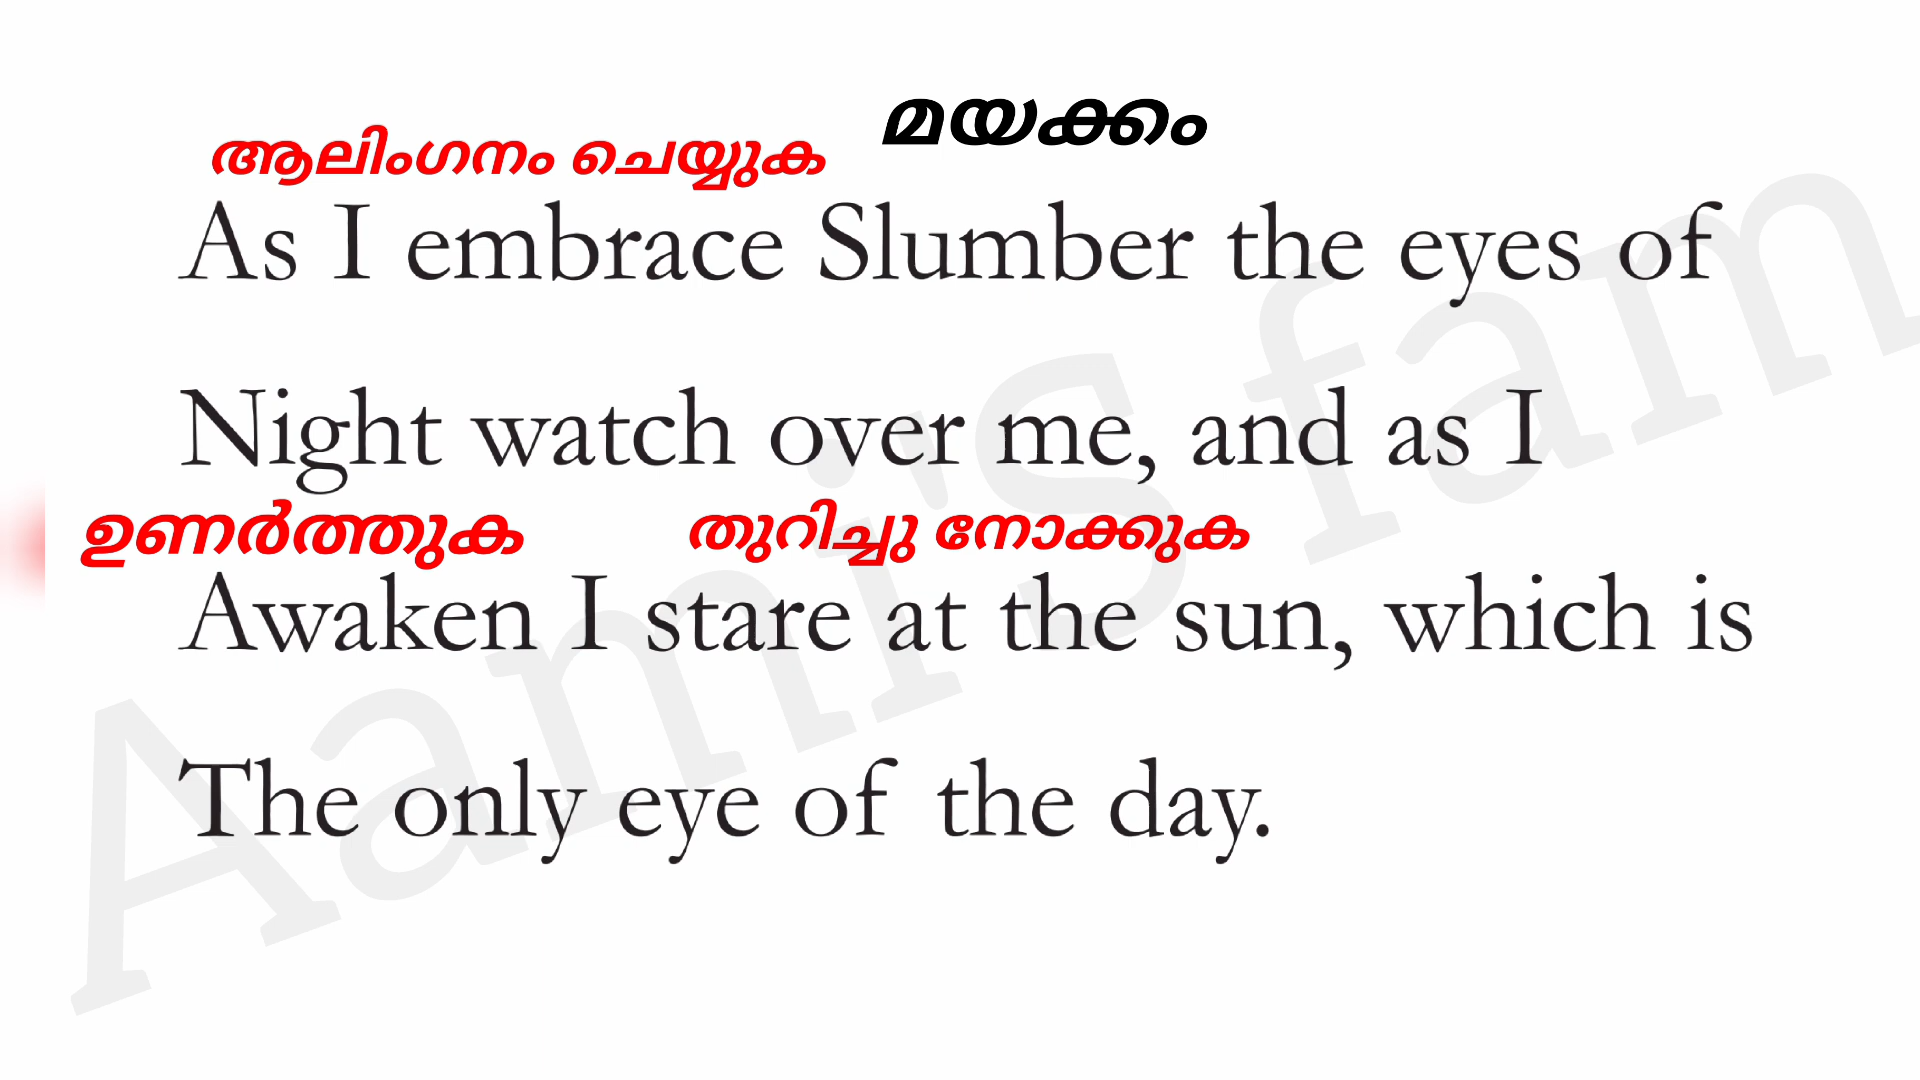 മയക്കം
ആലിംഗനം ചെയ്യുക
As I embrace Slumber the eyes of
Night watch over me, and as I
ഉണർത്തുക തുറിച്ചു നോക്കുക
Awaken I stare at the sun, which is
The only eye of the day.
Aami's fam